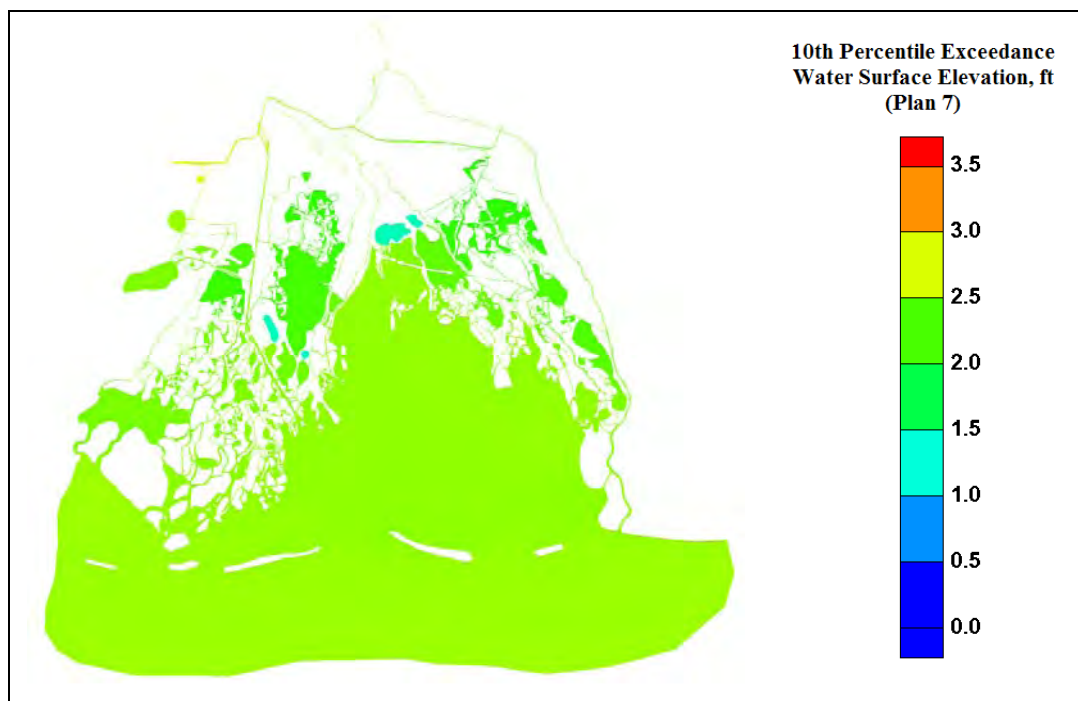 10th Percentile Exceedance
Water Surface Elevation, ft
(Plan 7)
3.5
3.0
2.5
2.0
1.5
1.0
0.5
0.0